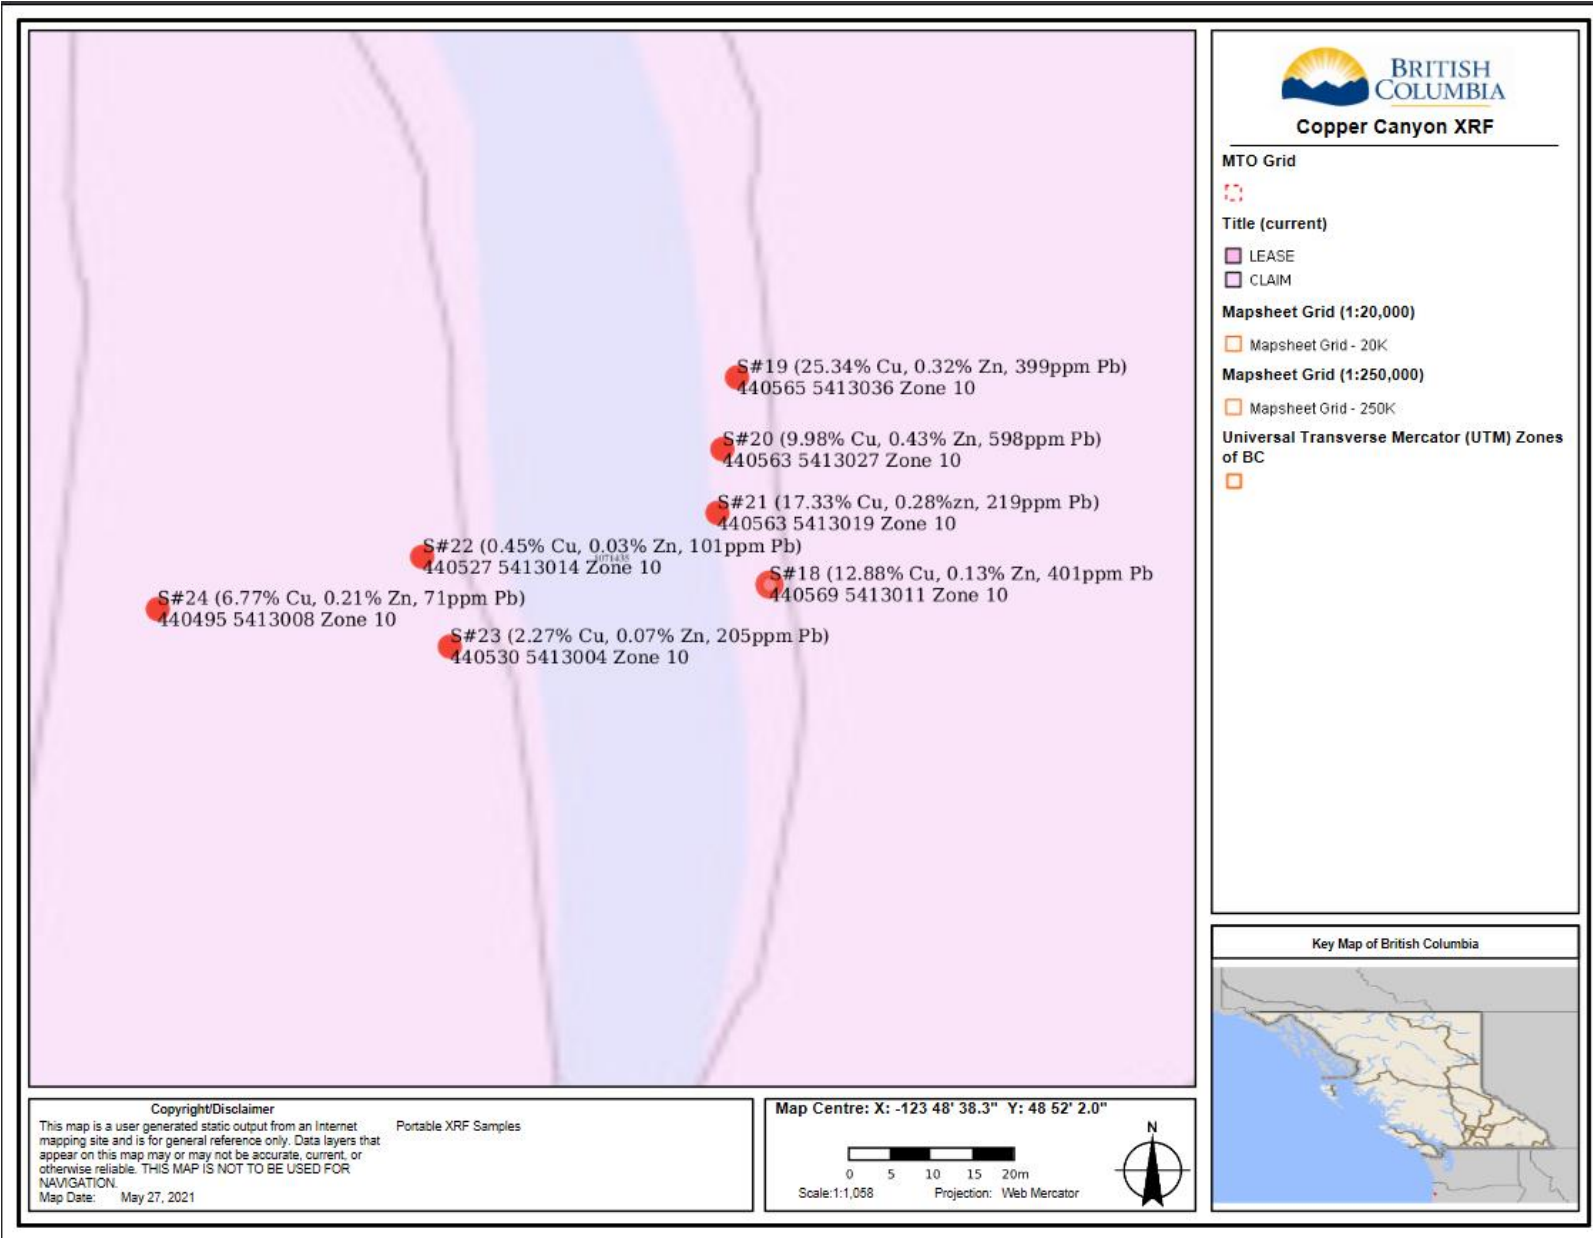 S#19 (25.34% Cu, 0.32% Zn, 399ppm Pb)
440565 5413036 Zone 10
S#20 (9.98% Cu, 0.43% Zn, 598ppm Pb)
440563 5413027 Zone 10
S#21 (17.33% Cu, 0.28%zn, 219ppm Pb)
440563 5413019 Zone 10
S#22 (0.45% Cu, 0.03% Zn, 101ppm Pb)
440527 5413014 Zone 10
S#18 (12.88% Cu, 0.13% Zn, 401ppm Pb
440569 5413011 Zone 10
S#24 (6.77% Cu, 0.21% Zn, 71ppm Pb)
440495 5413008 Zone 10
S#23 (2.27% Cu, 0.07% Zn, 205ppm Pb)
440530 5413004 Zone 10
BRITISH
COLUMBIA
Copper Canyon XRF
MTO Grid
Title (current)
LEASE
CLAIM
Mapsheet Grid (1:20,000)
Mapsheet Grid - 20K
Mapsheet Grid (1:250,000)
Mapsheet Grid - 250K
Universal Transverse Mercator (UTM) Zones
of BC
Key Map of British Columbia
Copyright/Disclaimer
This map is a user generated static output from an Internet
mapping site and is for general reference only. Data layers that
appear on this map may or may not be accurate, current, or
otherwise reliable. THIS MAP IS NOT TO BE USED FOR
NAVIGATION.
Map Date: May 27, 2021
Portable XRF Samples
Map Centre: X: -123 48' 38.3" Y: 48 52' 2.0"
0 5 10 15 20m
Scale:1:1,058 Projection: Web Mercator
N